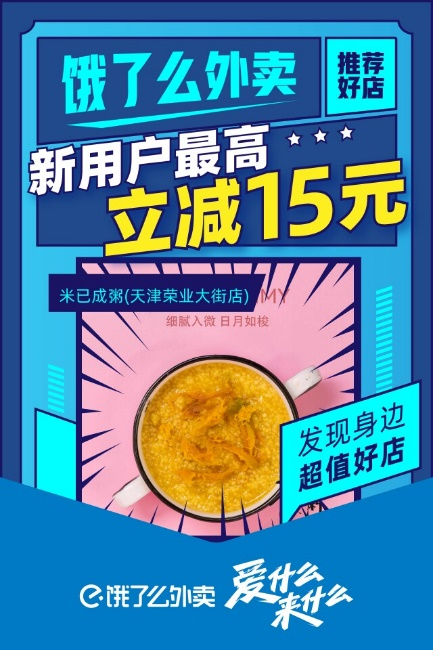 饿了么外卖
推荐
好店
新用户最高
立减15元
米已成粥(天津荣业大街店)
细腻入微 日月如梭
发现身边
超值好店
饿了么外卖
爱什么
来什么